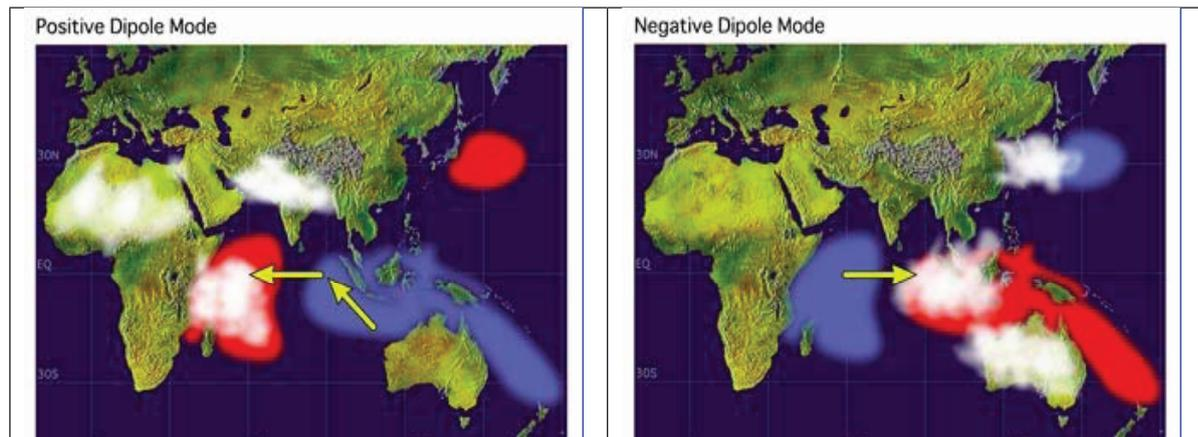 Positive Dipole Mode
30N
EQ
30S
Negative Dipole Mode
30N
EQ
30S